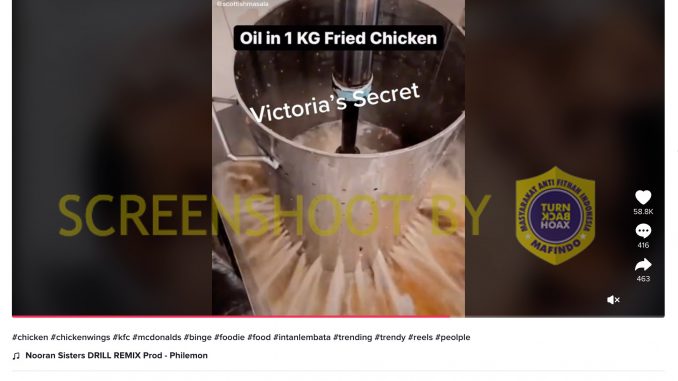 @scottishmasala
Oil in 1 KG Fried Chicken
Victoria's Secret
SCREENSHOOT BY
MASYARAKAT ANTI FITNAH INDONESIA
TURN
BACK
HOAX
MAFINDO
58.8K
416
463
#chicken #chickenwings #kfc #mcdonalds #binge #foodie #food #intanlembata #trending #trendy #reels #peolple
Nooran Sisters DRILL REMIX Prod - Philemon